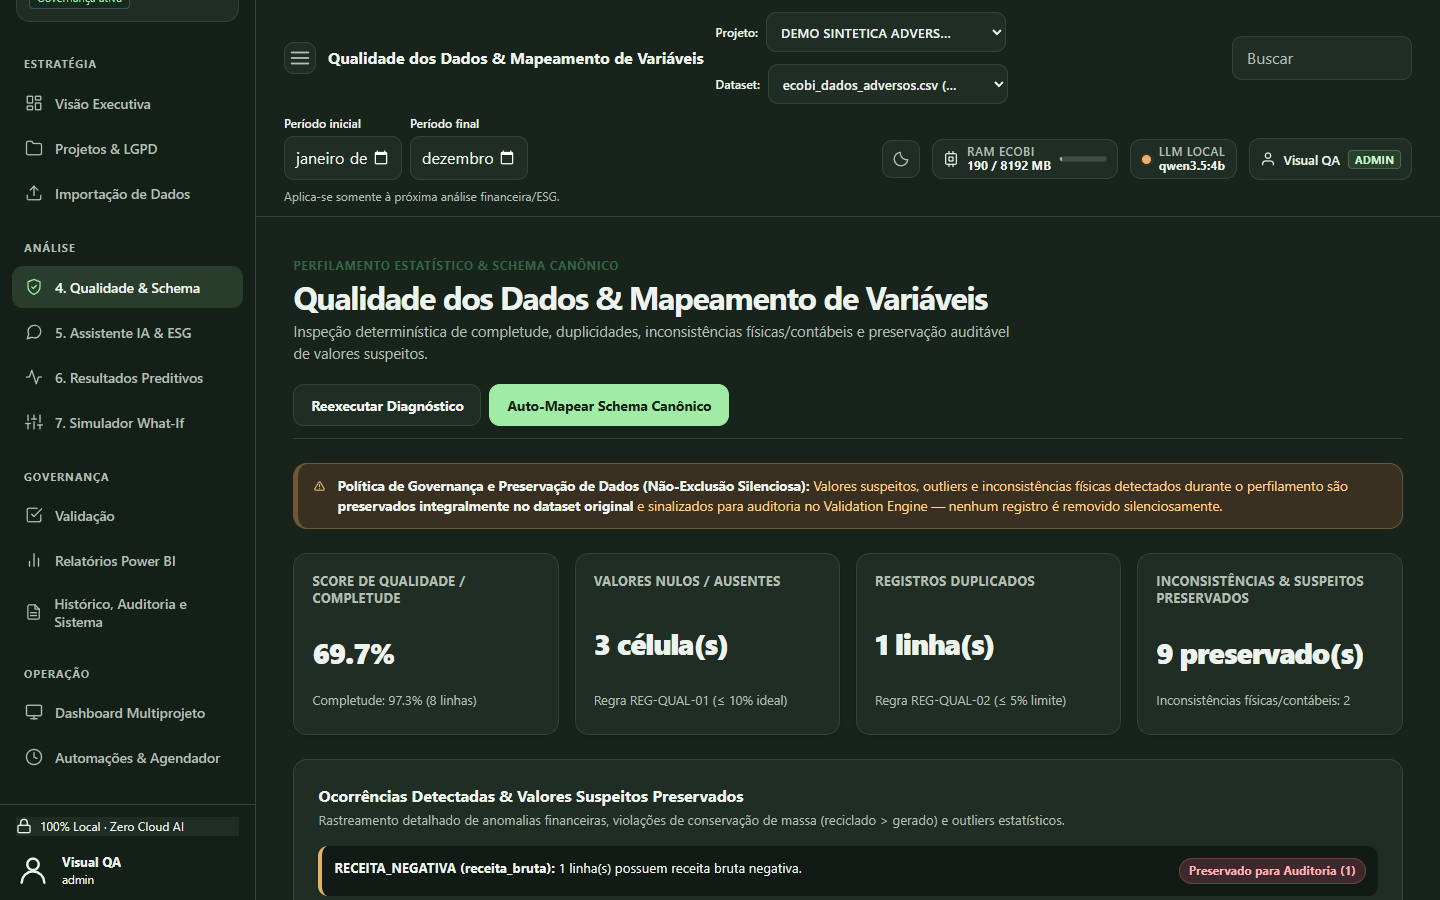 Governança ativa
ESTRATÉGIA
Visão Executiva
Projetos & LGPD
Importação de Dados
ANÁLISE
4. Qualidade & Schema
5. Assistente IA & ESG
6. Resultados Preditivos
7. Simulador What-If
GOVERNANÇA
Validação
Relatórios Power BI
Histórico, Auditoria e
Sistema
OPERAÇÃO
Dashboard Multiprojeto
Automações & Agendador
100% Local · Zero Cloud AI
Visual QA
admin
Qualidade dos Dados & Mapeamento de Variáveis
Projeto: DEMO SINTETICA ADVERS...
Dataset: ecobi_dados_adversos.csv (...
Buscar
Período inicial
janeiro de
Período final
dezembro
Aplica-se somente à próxima análise financeira/ESG.
RAM ECOBI
190 / 8192 MB
LLM LOCAL
qwen3.5:4b
Visual QA ADMIN
PERFILAMENTO ESTATÍSTICO & SCHEMA CANÔNICO
Qualidade dos Dados & Mapeamento de Variáveis
Inspeção determinística de completude, duplicidades, inconsistências físicas/contábeis e preservação auditável
de valores suspeitos.
Reexecutar Diagnóstico
Auto-Mapear Schema Canônico
Política de Governança e Preservação de Dados (Não-Exclusão Silenciosa): Valores suspeitos, outliers e inconsistências físicas detectados durante o perfilamento são
preservados integralmente no dataset original e sinalizados para auditoria no Validation Engine — nenhum registro é removido silenciosamente.
SCORE DE QUALIDADE /
COMPLETUDE
69.7%
Completude: 97.3% (8 linhas)
VALORES NULOS / AUSENTES
3 célula(s)
Regra REG-QUAL-01 (≤ 10% ideal)
REGISTROS DUPLICADOS
1 linha(s)
Regra REG-QUAL-02 (≤ 5% limite)
INCONSISTÊNCIAS & SUSPEITOS
PRESERVADOS
9 preservado(s)
Inconsistências físicas/contábeis: 2
Ocorrências Detectadas & Valores Suspeitos Preservados
Rastreamento detalhado de anomalias financeiras, violações de conservação de massa (reciclado > gerado) e outliers estatísticos.
RECEITA_NEGATIVA (receita_bruta): 1 linha(s) possuem receita bruta negativa.
Preservado para Auditoria (1)